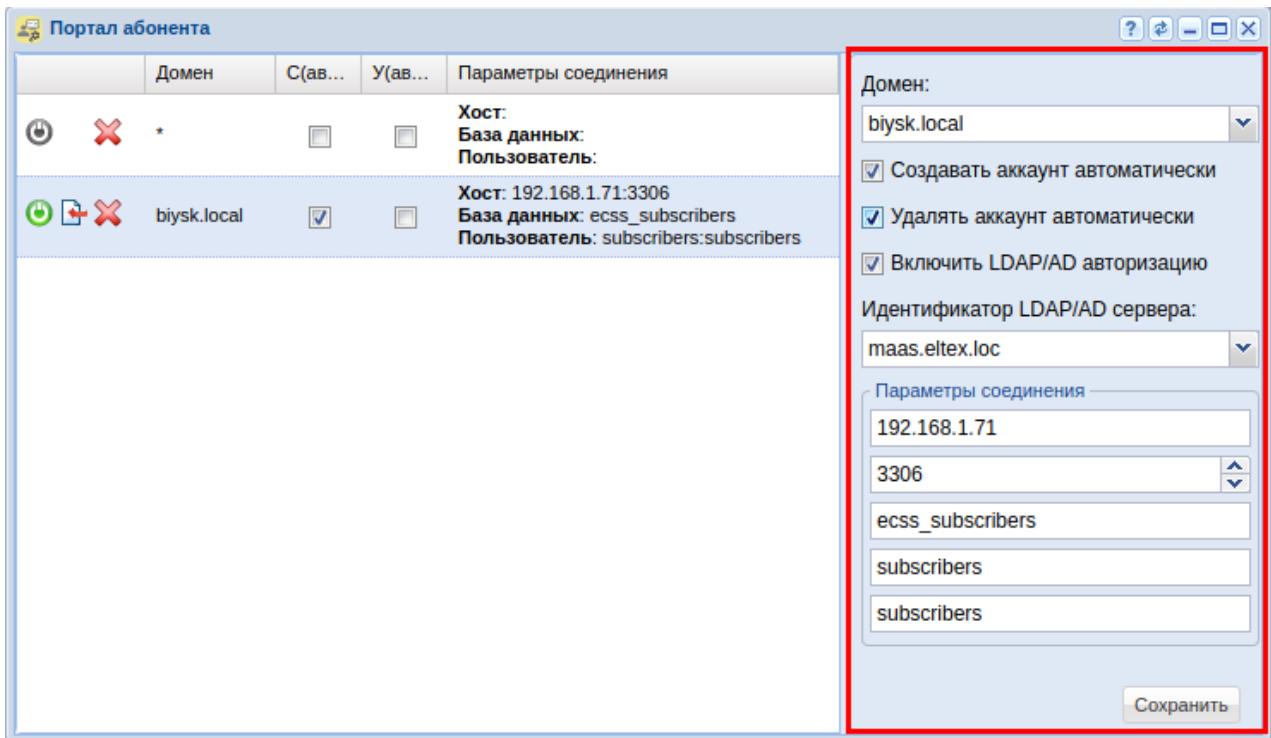 Портал абонента
Домен
С(ав...
У(ав...
Параметры соединения
*
Хост:
База данных:
Пользователь:
biysk.local
Хост: 192.168.1.71:3306
База данных: ecss_subscribers
Пользователь: subscribers:subscribers
Домен:
biysk.local
Создавать аккаунт автоматически
Удалять аккаунт автоматически
Включить LDAP/AD авторизацию
Идентификатор LDAP/AD сервера:
maas.eltex.loc
Параметры соединения
192.168.1.71
3306
ecss_subscribers
subscribers
subscribers
Сохранить